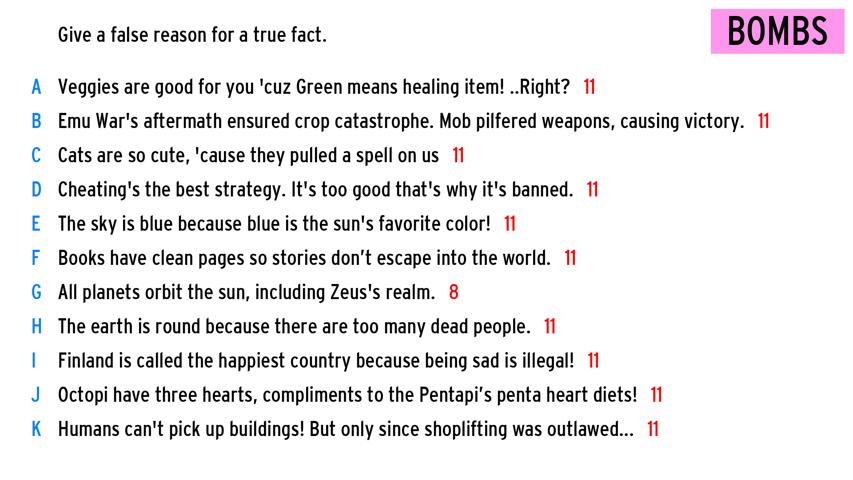 Give a false reason for a true fact.
BOMBS
A Veggies are good for you 'cuz Green means healing item! ..Right? 11
B Emu War's aftermath ensured crop catastrophe. Mob pilfered weapons, causing victory. 11
C Cats are so cute, 'cause they pulled a spell on us 11
D Cheating's the best strategy. It's too good that's why it's banned. 11
E The sky is blue because blue is the sun's favorite color! 11
F Books have clean pages so stories don’t escape into the world. 11
G All planets orbit the sun, including Zeus's realm. 8
H The earth is round because there are too many dead people. 11
I Finland is called the happiest country because being sad is illegal! 11
J Octopi have three hearts, compliments to the Pentapi’s penta heart diets! 11
K Humans can't pick up buildings! But only since shoplifting was outlawed... 11